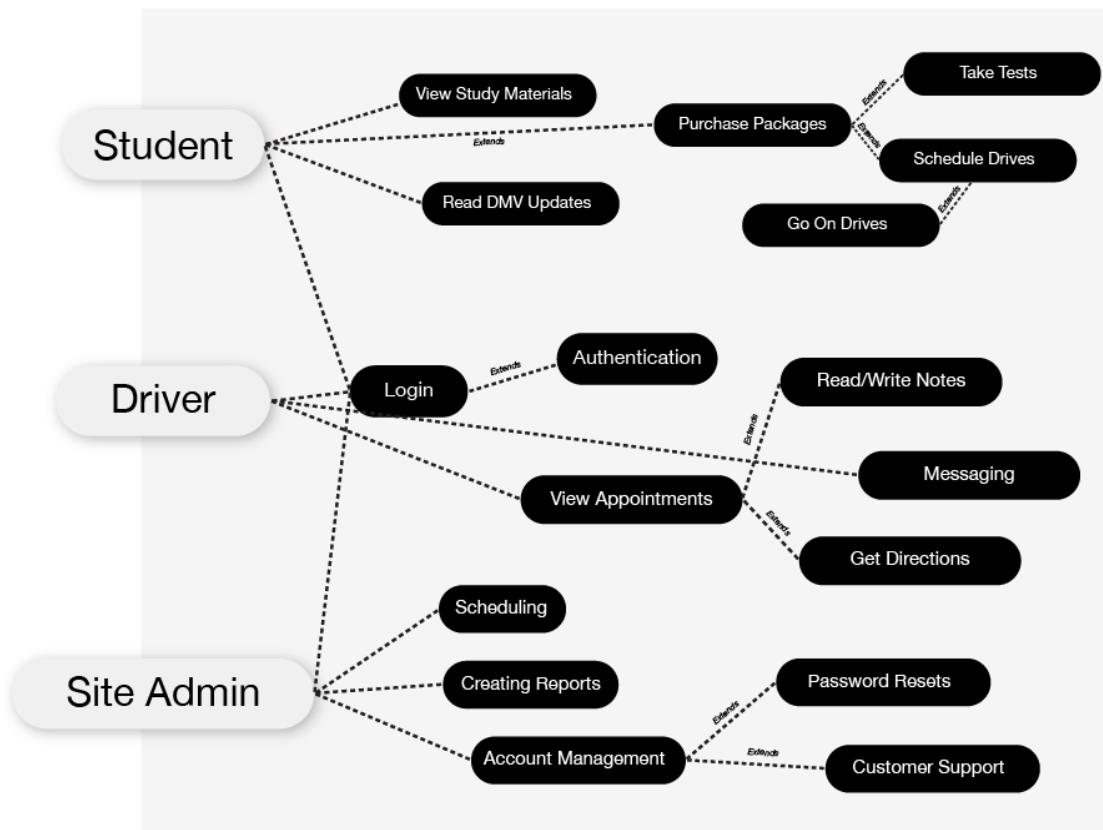 Take Tests
View Study Materials
Extends
Purchase Packages
Student
Extends
Extends
Schedule Drives
Read DMV Updates
Extends
Go On Drives
Authentication
Extends
Login
Read/Write Notes
Driver
Extends
Messaging
View Appointments
Extends
Get Directions
Scheduling
Creating Reports
Password Resets
Site Admin
Extends
Account Management
Extends
Customer Support